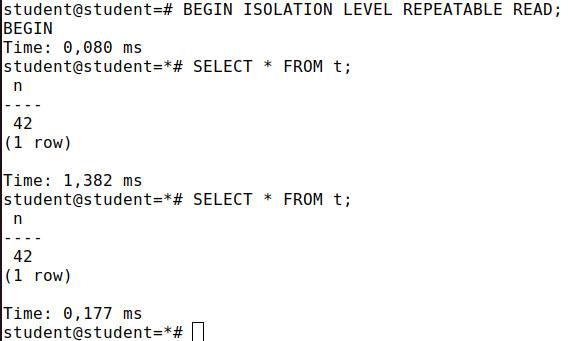 student@student=# BEGIN ISOLATION LEVEL REPEATABLE READ;
BEGIN
Time: 0,080 ms
student@student=*# SELECT * FROM t;
 n
----
 42
(1 row)

Time: 1,382 ms
student@student=*# SELECT * FROM t;
 n
----
 42
(1 row)

Time: 0,177 ms
student@student=*#